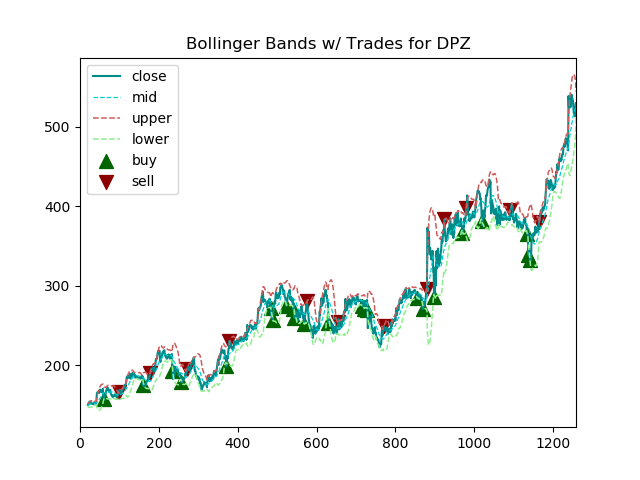 Bollinger Bands w/ Trades for DPZ
close
mid
upper
lower
buy
sell
500
400
300
200
0 200 400 600 800 1000 1200